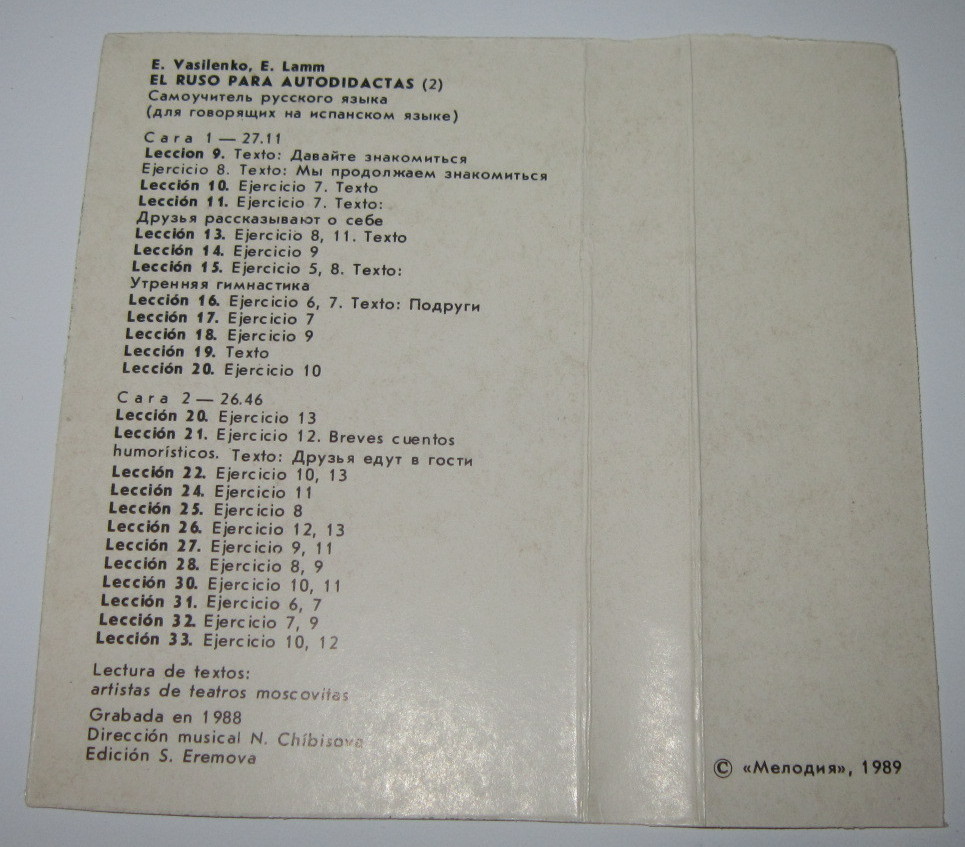 E. Vasilenko, E. Lamm
EL RUSO PARA AUTODIDACTAS (2)
Самоучитель русского языка
(для говорящих на испанском языке)
Cara 1 — 27.11
Leccion 9. Texto: Давайте знакомиться
Ejercicio 8. Texto: Мы продолжаем знакомиться
Lección 10. Ejercicio 7. Texto
Lección 11. Ejercicio 7. Texto:
Друзья рассказывают о себе
Lección 13. Ejercicio 8, 11. Texto
Lección 14. Ejercicio 9
Lección 15. Ejercicio 5, 8. Texto:
Утренняя гимнастика
Lección 16. Ejercicio 6, 7. Texto: Подруги
Lección 17. Ejercicio 7
Lección 18. Ejercicio 9
Lección 19. Texto
Lección 20. Ejercicio 10
Cara 2 — 26.46
Lección 20. Ejercicio 13
Lección 21. Ejercicio 12. Breves cuentos
humorísticos. Texto: Друзья едут в гости
Lección 22. Ejercicio 10, 13
Lección 24. Ejercicio 11
Lección 25. Ejercicio 8
Lección 26. Ejercicio 12, 13
Lección 27. Ejercicio 9, 11
Lección 28. Ejercicio 8, 9
Lección 30. Ejercicio 10, 11
Lección 31. Ejercicio 6, 7
Lección 32. Ejercicio 7, 9
Lección 33. Ejercicio 10, 12
Lectura de textos:
artistas de teatros moscovitas
Grabada en 1988
Dirección musical N. Chíbisova
Edición S. Eremova
© «Мелодия», 1989